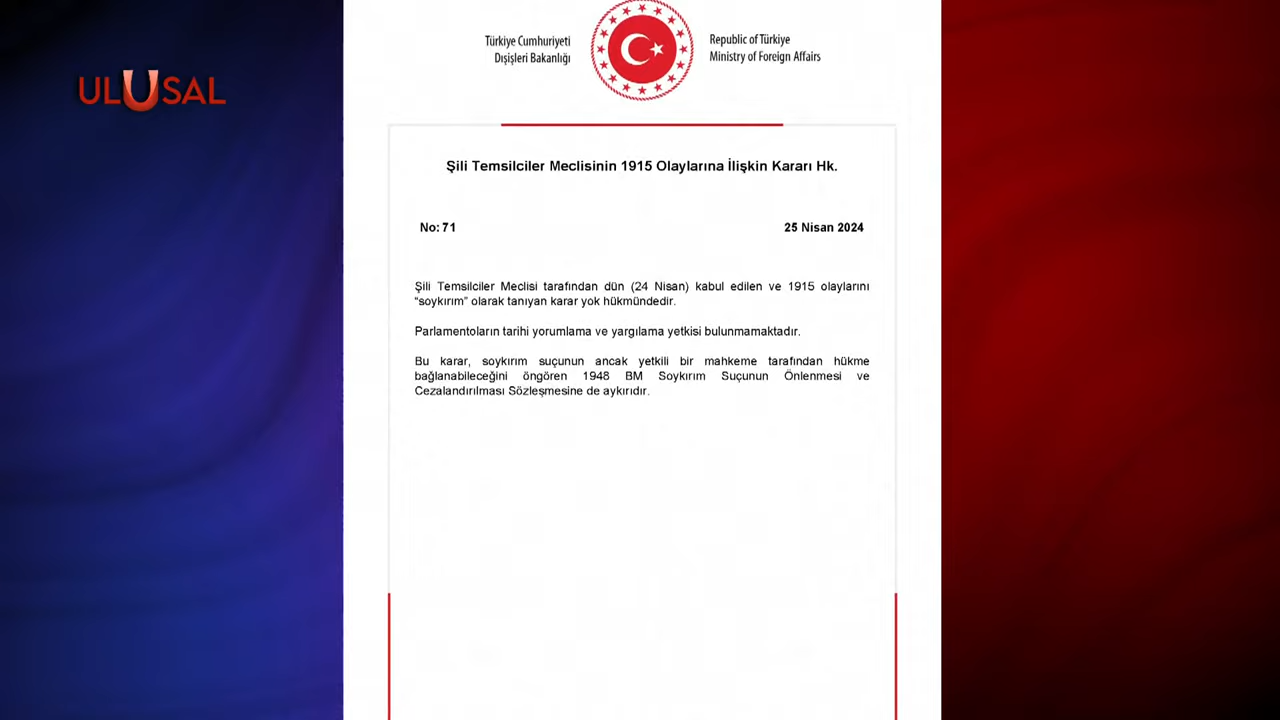 ULUSAL
Türkiye Cumhuriyeti
Dışişleri Bakanlığı
Republic of Türkiye
Ministry of Foreign Affairs
Şili Temsilciler Meclisinin 1915 Olaylarına İlişkin Kararı Hk.
No: 71
25 Nisan 2024
Şili Temsilciler Meclisi tarafından dün (24 Nisan) kabul edilen ve 1915 olaylarını
“soykırım” olarak tanıyan karar yok hükmündedir.
Parlamentoların tarihi yorumlama ve yargılama yetkisi bulunmamaktadır.
Bu karar, soykırım suçunun ancak yetkili bir mahkeme tarafından hükme
bağlanabileceğini öngören 1948 BM Soykırım Suçunun Önlenmesi ve
Cezalandırılması Sözleşmesine de aykırıdır.